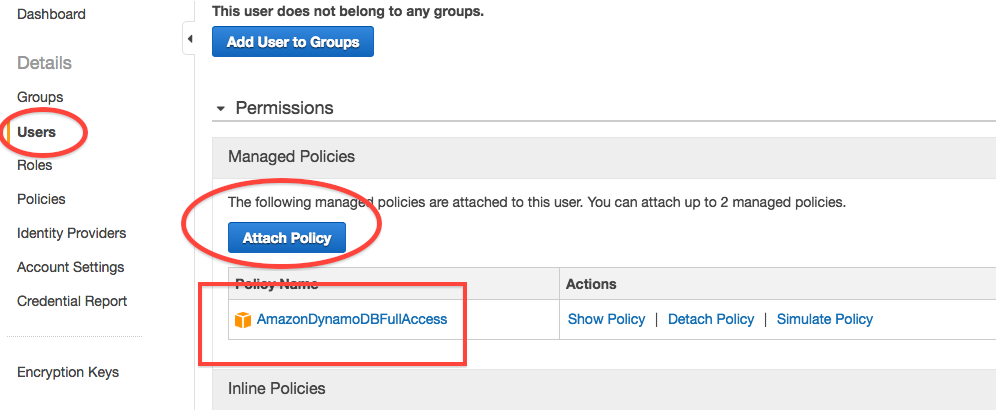 Dashboard
Details
Groups
Users
Roles
Policies
Identity Providers
Account Settings
Credential Report
Encryption Keys
This user does not belong to any groups.
Add User to Groups
Permissions
Managed Policies
The following managed policies are attached to this user. You can attach up to 2 managed policies.
Attach Policy
Policy Name Actions
AmazonDynamoDBFullAccess Show Policy | Detach Policy | Simulate Policy
Inline Policies